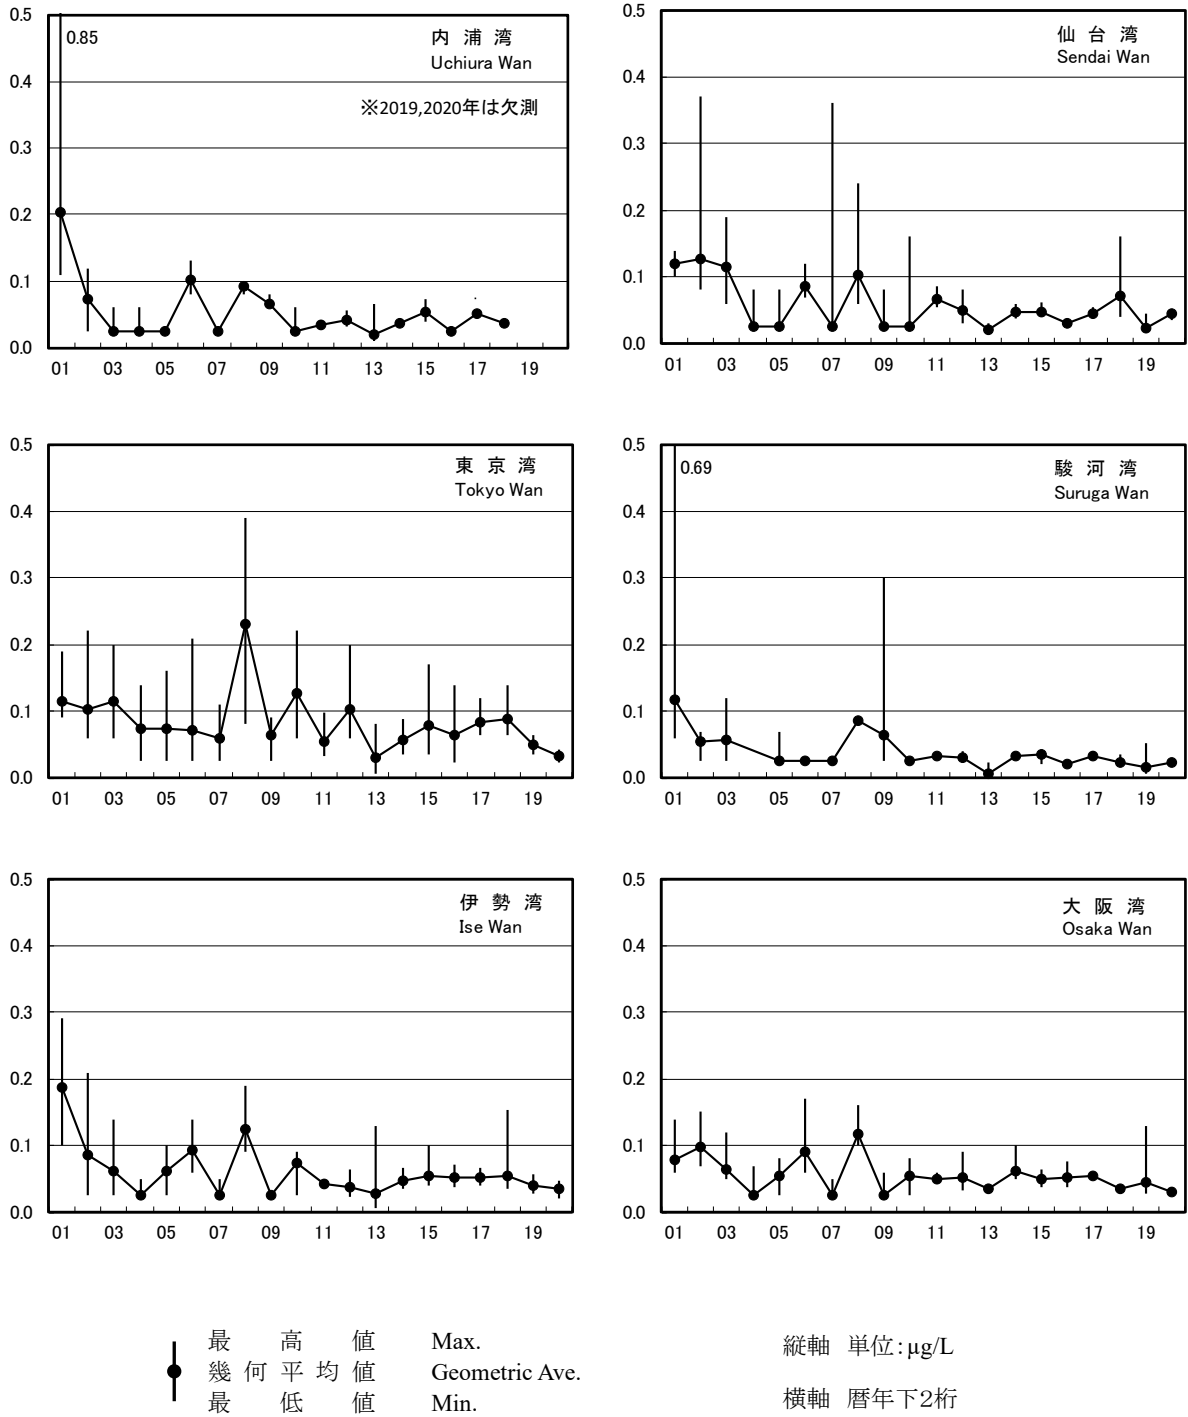 0.5
0.4
0.3
0.2
0.1
0.0
0.85
内 浦 湾
Uchiura Wan
※2019,2020年は欠測
01 03 05 07 09 11 13 15 17 19
0.5
0.4
0.3
0.2
0.1
0.0
仙 台 湾
Sendai Wan
01 03 05 07 09 11 13 15 17 19
0.5
0.4
0.3
0.2
0.1
0.0
東 京 湾
Tokyo Wan
01 03 05 07 09 11 13 15 17 19
0.5
0.4
0.3
0.2
0.1
0.0
0.69
駿 河 湾
Suruga Wan
01 03 05 07 09 11 13 15 17 19
0.5
0.4
0.3
0.2
0.1
0.0
伊 勢 湾
Ise Wan
01 03 05 07 09 11 13 15 17 19
0.5
0.4
0.3
0.2
0.1
0.0
大 阪 湾
Osaka Wan
01 03 05 07 09 11 13 15 17 19
最 高 値 Max.
幾 何 平 均 値 Geometric Ave.
最 低 値 Min.
縦軸 単位:µg/L
横軸 暦年下2桁